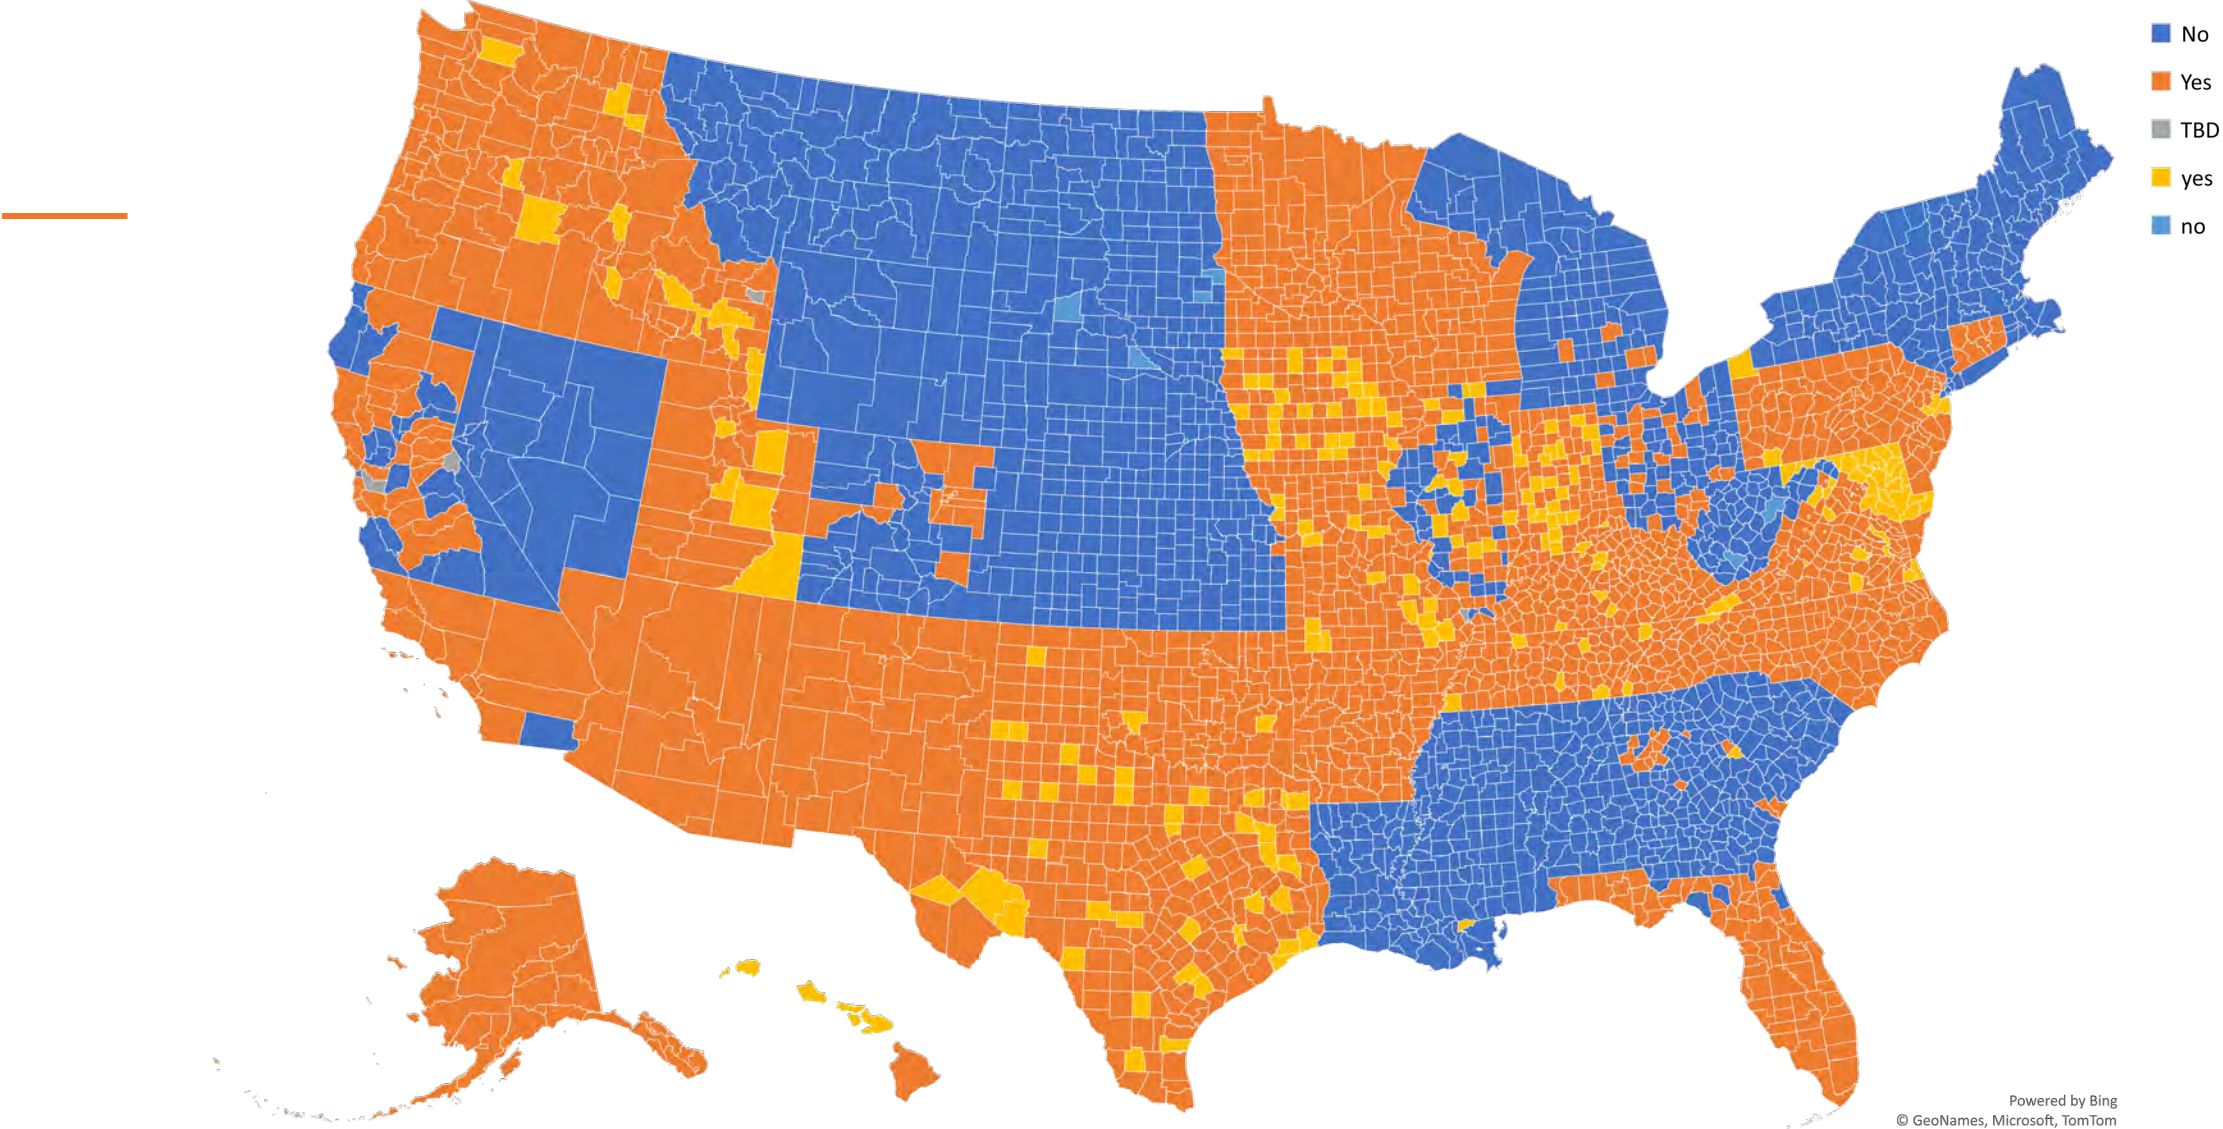 No
Yes
TBD
yes
no
Powered by Bing
© GeoNames, Microsoft, TomTom